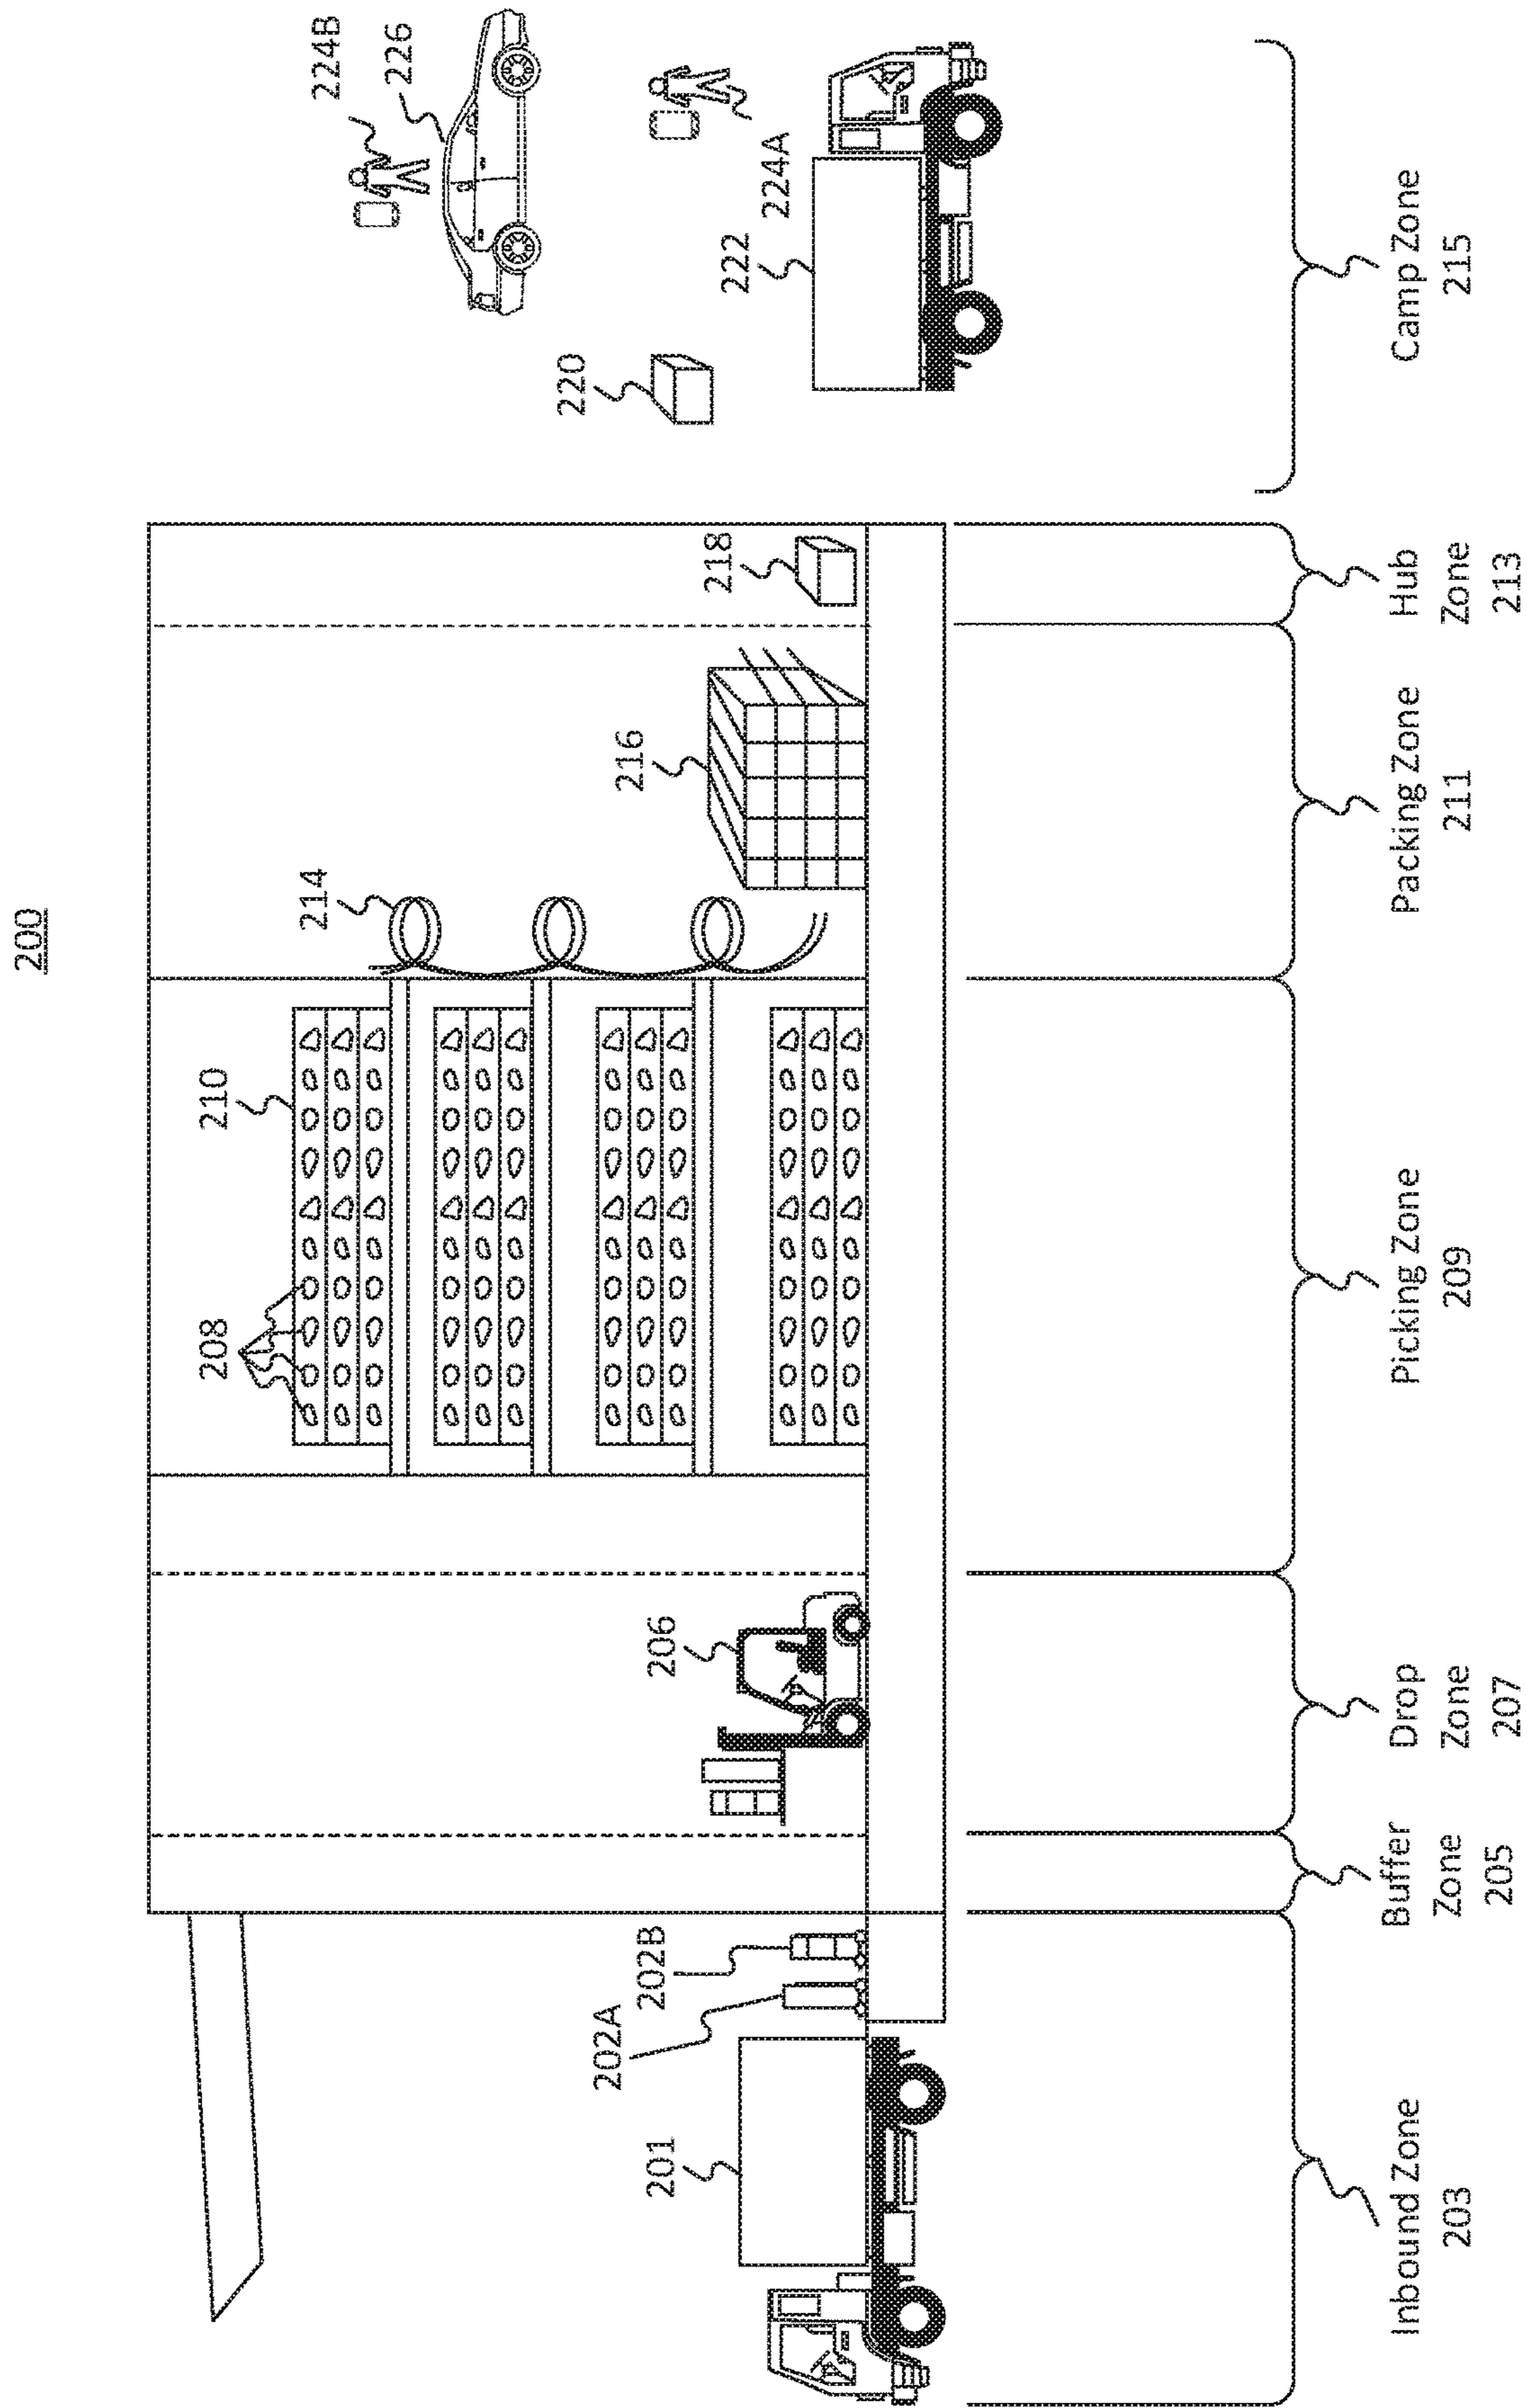 200
224B
226
224A
222
220
218
216
214
210
208
206
202B
202A
201
Inbound Zone
203
Buffer
Zone
205
Drop
Zone
207
Picking Zone
209
Packing Zone
211
Hub
Zone
213
Camp Zone
215